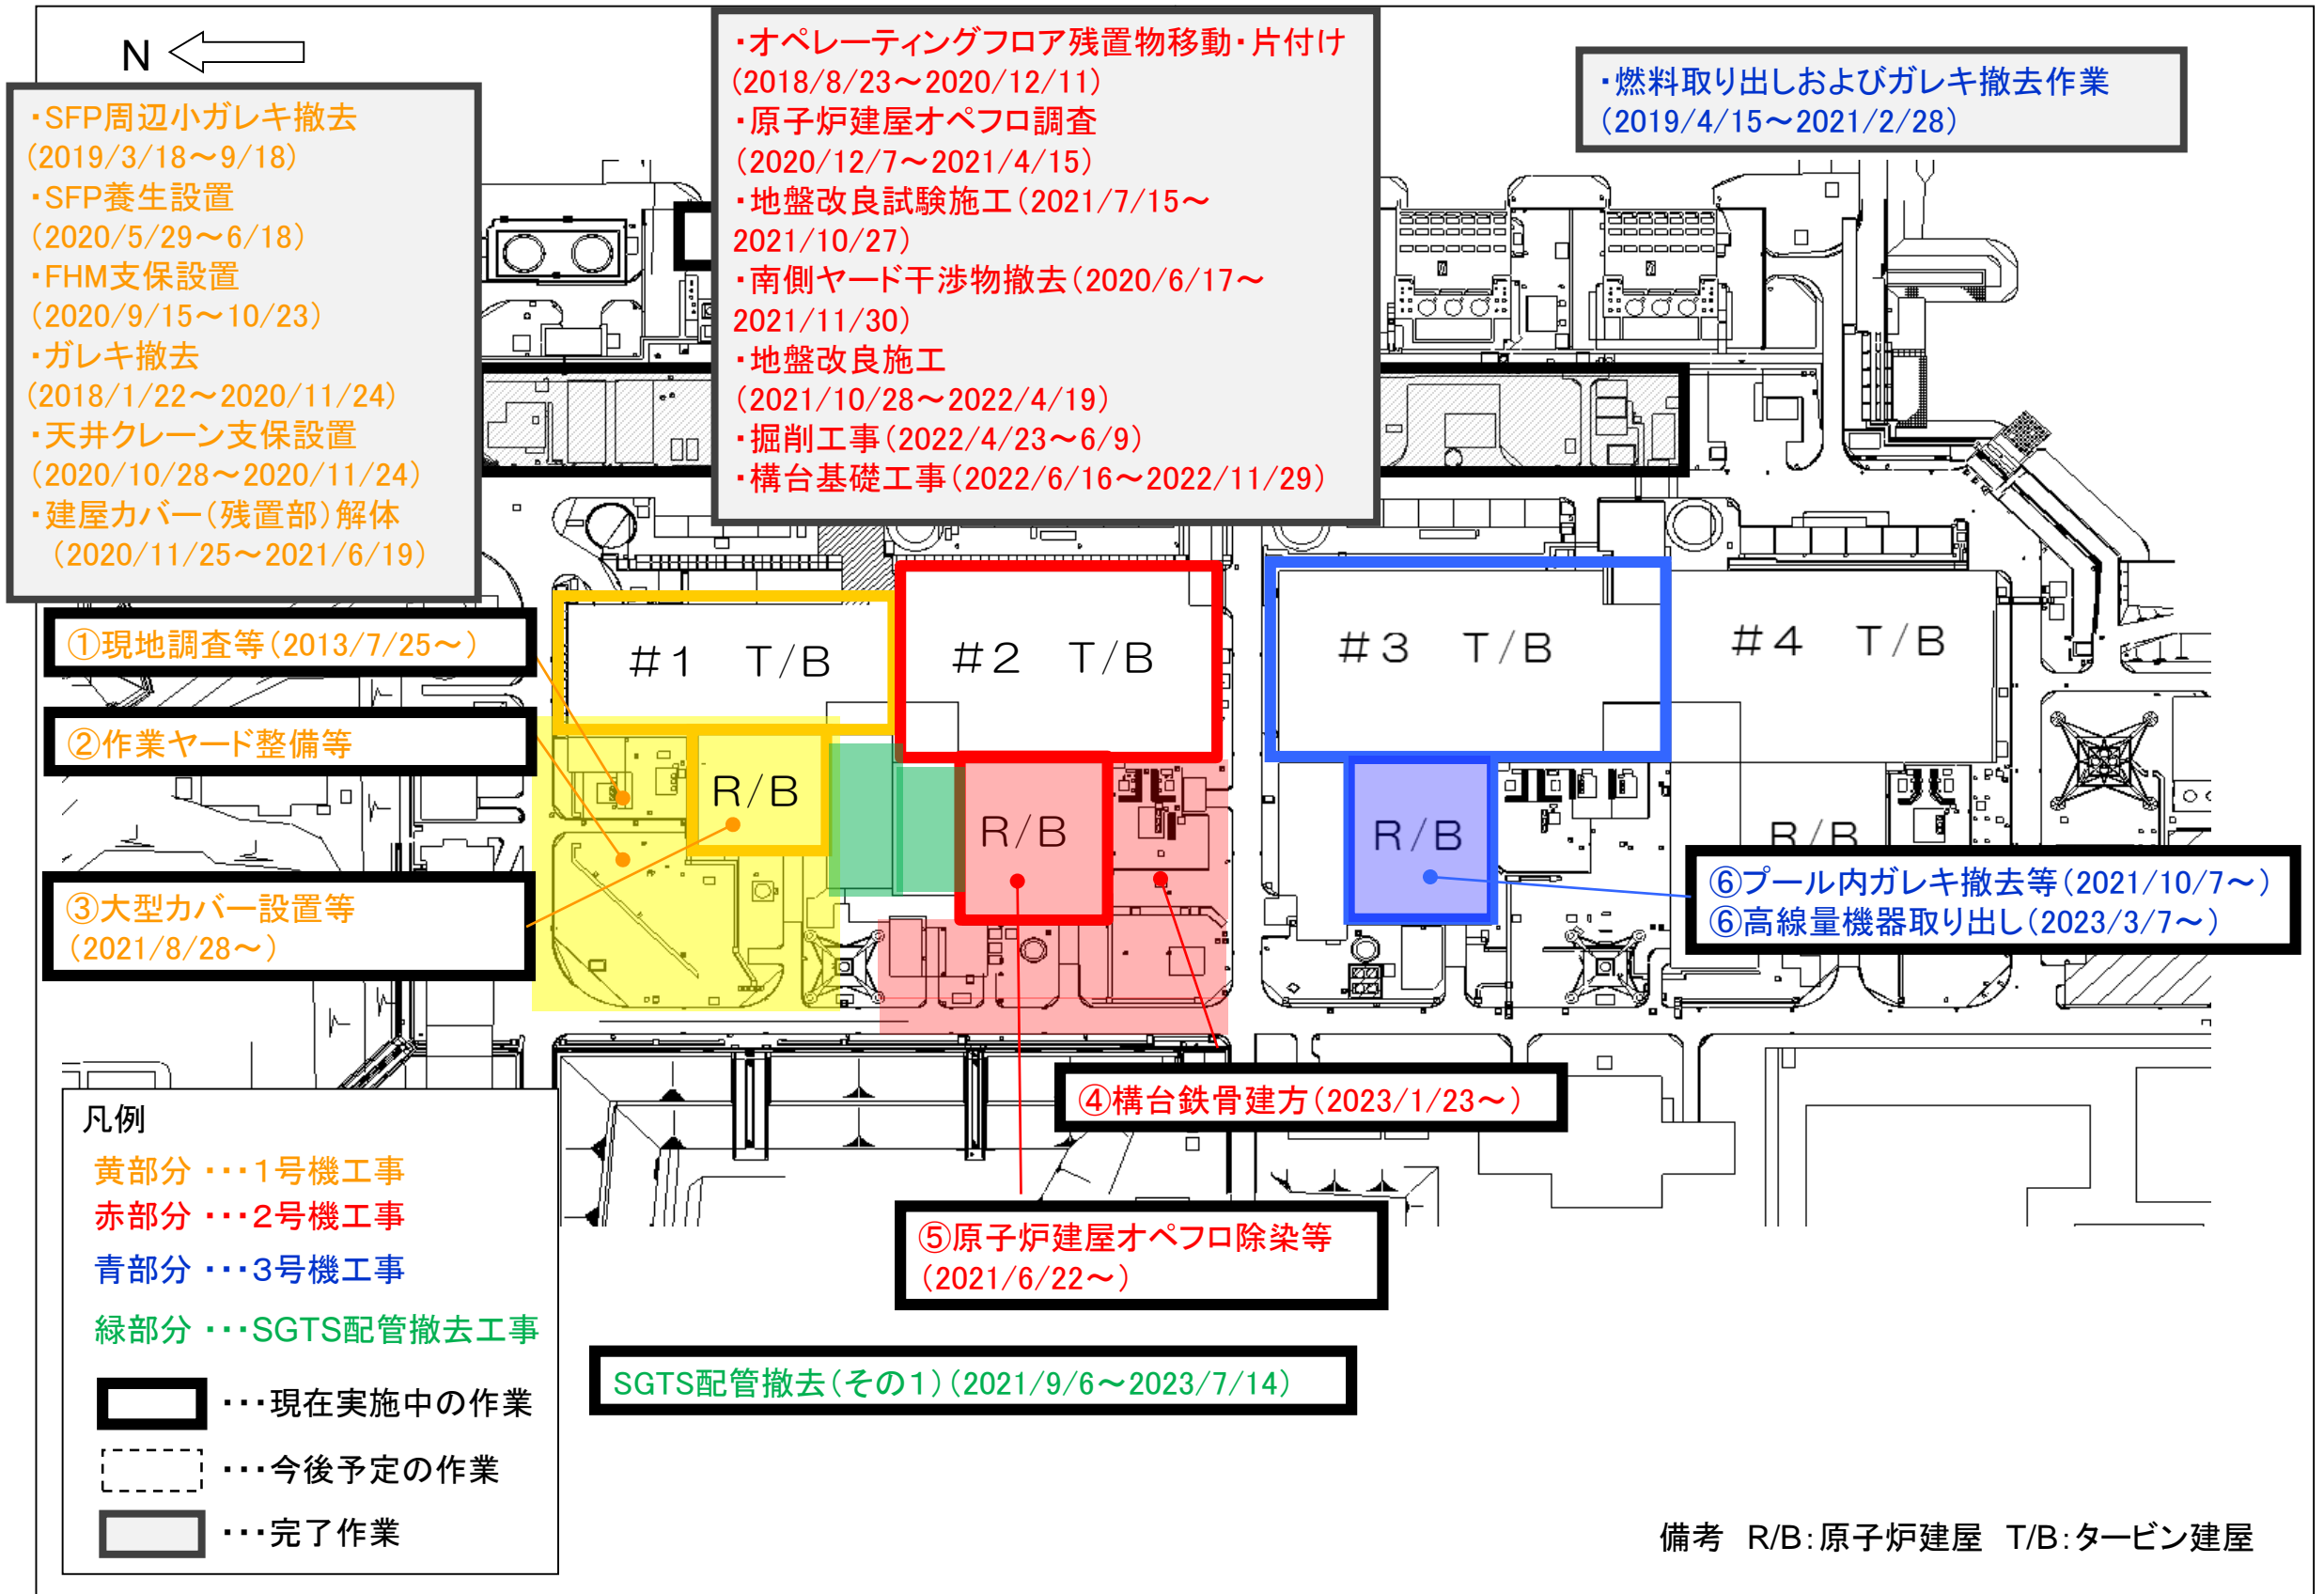 N
・SFP周辺小ガレキ撤去
(2019/3/18～9/18)
・SFP養生設置
(2020/5/29～6/18)
・FHM支保設置
(2020/9/15～10/23)
・ガレキ撤去
(2018/1/22～2020/11/24)
・天井クレーン支保設置
(2020/10/28～2020/11/24)
・建屋カバー(残置部)解体
(2020/11/25～2021/6/19)
・オペレーティングフロア残置物移動・片付け
(2018/8/23～2020/12/11)
・原子炉建屋オペフロ調査
(2020/12/7～2021/4/15)
・地盤改良試験施工(2021/7/15～
2021/10/27)
・南側ヤード干渉物撤去(2020/6/17～
2021/11/30)
・地盤改良施工
(2021/10/28～2022/4/19)
・掘削工事(2022/4/23～6/9)
・構台基礎工事(2022/6/16～2022/11/29)
・燃料取り出しおよびガレキ撤去作業
(2019/4/15～2021/2/28)
①現地調査等(2013/7/25～)
②作業ヤード整備等
③大型カバー設置等
(2021/8/28～)
#1 T/B
#2 T/B
#3 T/B
#4 T/B
R/B
R/B
R/B
R/B
⑥プール内ガレキ撤去等(2021/10/7～)
⑥高線量機器取り出し(2023/3/7～)
④構台鉄骨建方(2023/1/23～)
⑤原子炉建屋オペフロ除染等
(2021/6/22～)
SGTS配管撤去(その1)(2021/9/6～2023/7/14)
凡例
黄部分 ・・・1号機工事
赤部分 ・・・2号機工事
青部分 ・・・3号機工事
緑部分 ・・・SGTS配管撤去工事
・・・現在実施中の作業
・・・今後予定の作業
・・・完了作業
備考 R/B:原子炉建屋 T/B:タービン建屋